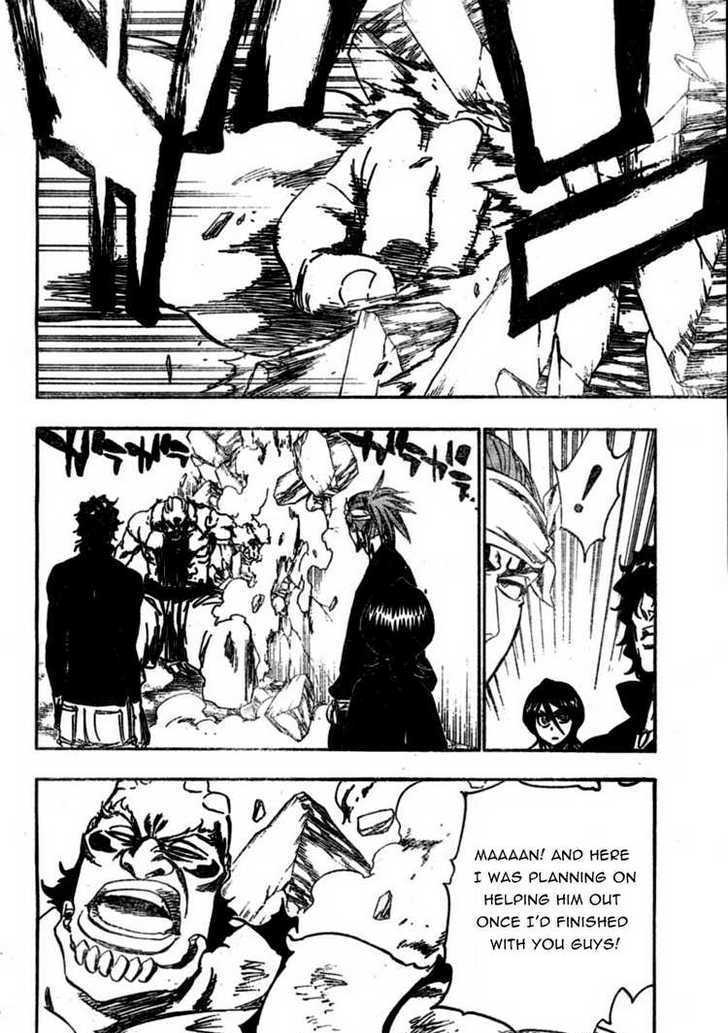 !
MAAAAN! AND HERE
I WAS PLANNING ON
HELPING HIM OUT
ONCE I'D FINISHED
WITH YOU GUYS!